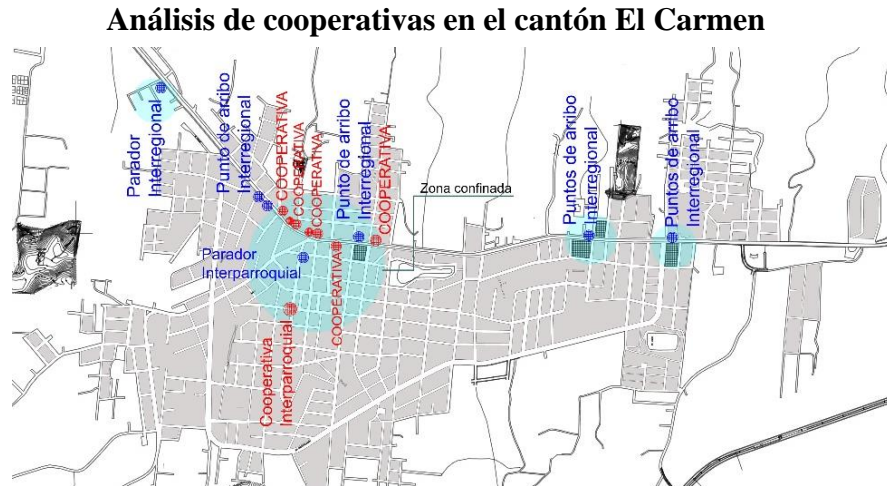 Análisis de cooperativas en el cantón El Carmen
Parador
Interregional
Punto de arribo
Interregional
COOPERATIVA
COOPERATIVA
COOPERATIVA
Punto de arribo
Interregional
COOPERATIVA
Zona confinada
Puntos de arribo
Interregional
Puntos de arribo
Interregional
Parador
Interparroquial
COOPERATIVA
Cooperativa
Interparroquial